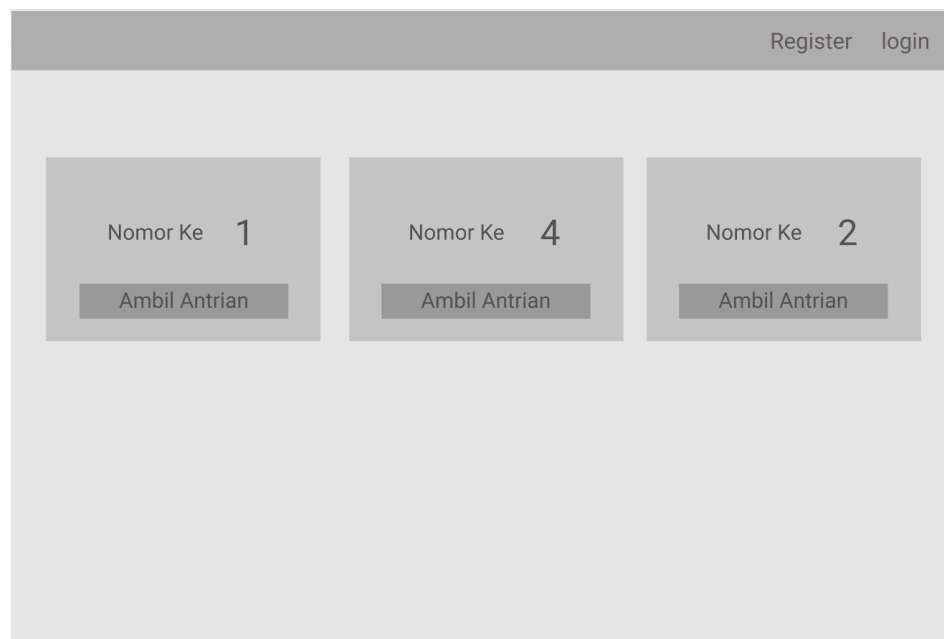 Register login
Nomor Ke 1
Ambil Antrian
Nomor Ke 4
Ambil Antrian
Nomor Ke 2
Ambil Antrian